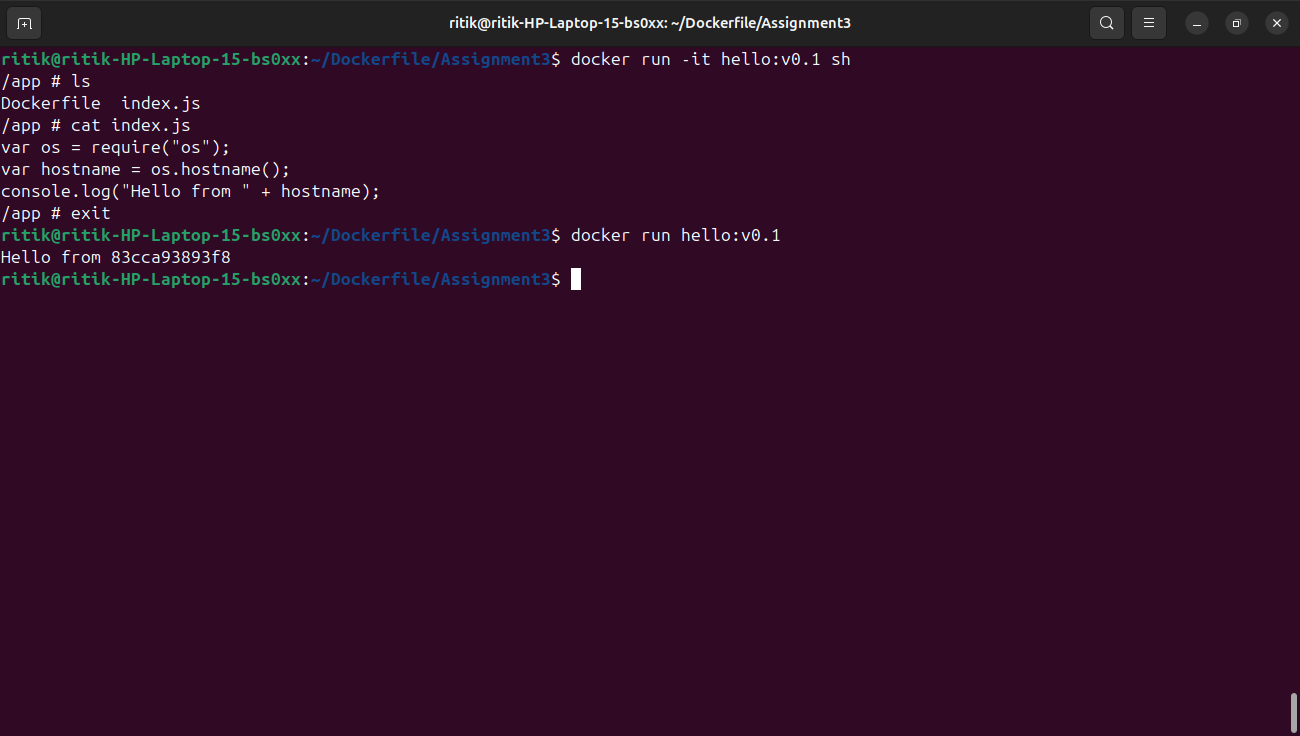 ritik@ritik-HP-Laptop-15-bs0xx: ~/Dockerfile/Assignment3
ritik@ritik-HP-Laptop-15-bs0xx:~/Dockerfile/Assignment3$ docker run -it hello:v0.1 sh
/app # ls
Dockerfile  index.js
/app # cat index.js
var os = require("os");
var hostname = os.hostname();
console.log("Hello from " + hostname);
/app # exit
ritik@ritik-HP-Laptop-15-bs0xx:~/Dockerfile/Assignment3$ docker run hello:v0.1
Hello from 83cca93893f8
ritik@ritik-HP-Laptop-15-bs0xx:~/Dockerfile/Assignment3$